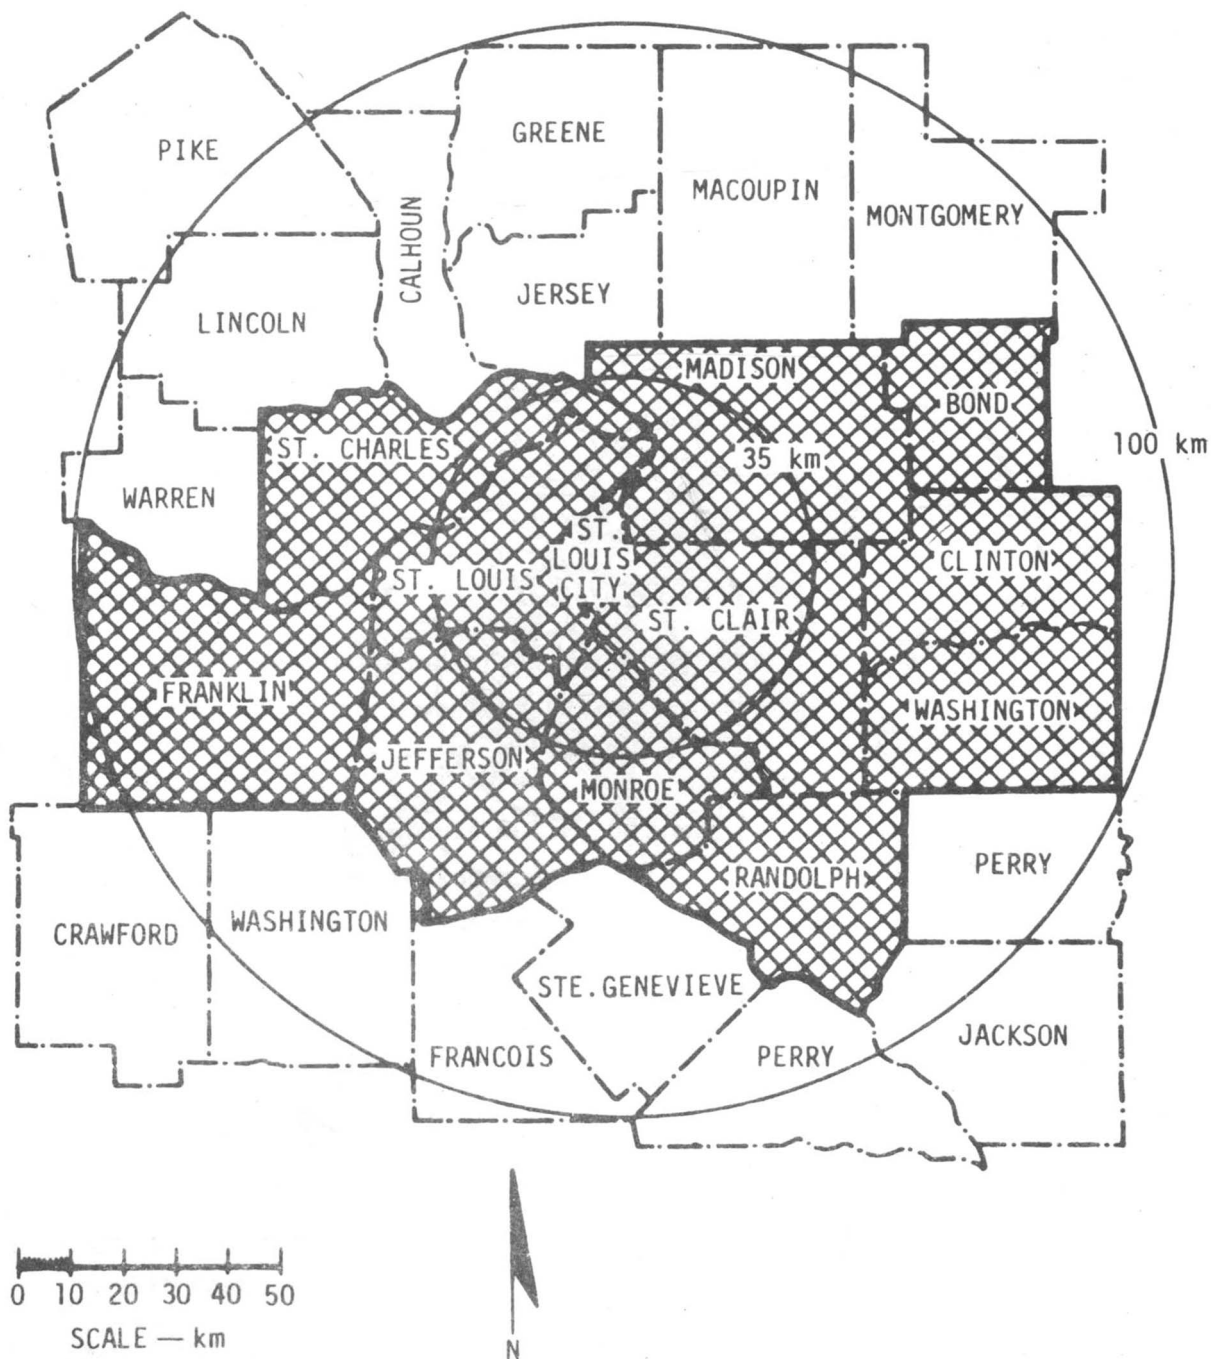 PIKE
GREENE
MACOUPIN
MONTGOMERY
CALHOUN
JERSEY
LINCOLN
MADISON
BOND
ST. CHARLES
35 km
100 km
WARREN
ST.
LOUIS
CITY
CLINTON
ST. LOUIS
ST. CLAIR
FRANKLIN
WASHINGTON
JEFFERSON
MONROE
PERRY
RANDOLPH
WASHINGTON
CRAWFORD
STE. GENEVIEVE
FRANCOIS
PERRY
JACKSON
0 10 20 30 40 50
SCALE — km
N